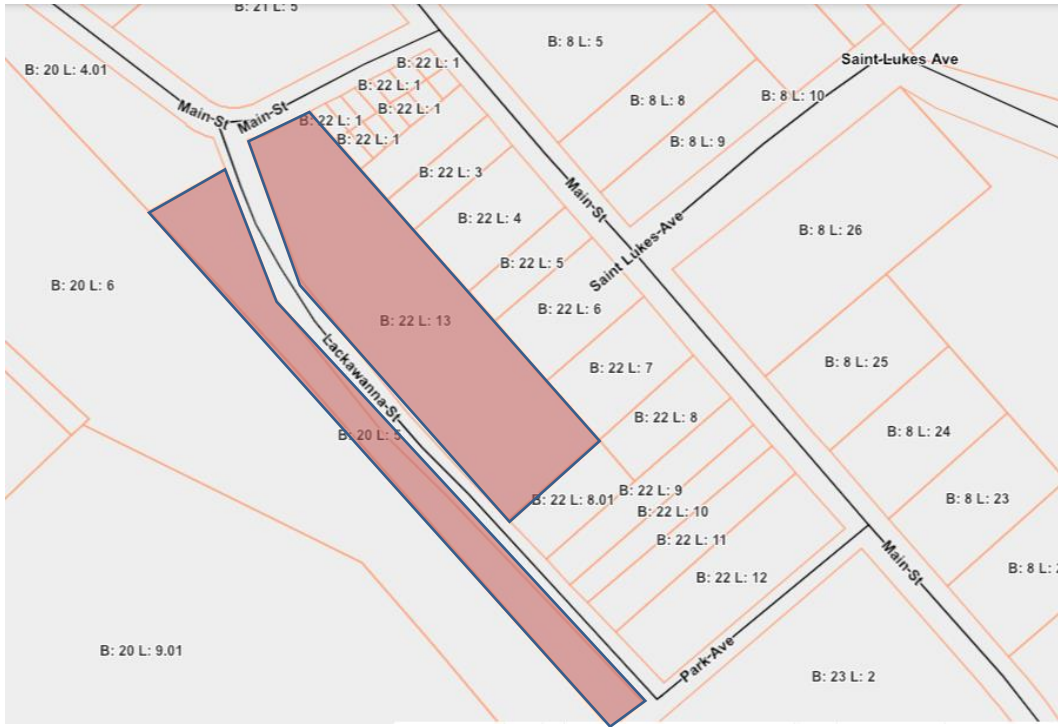 B: 21 L: 5
B: 8 L: 5
B: 20 L: 4.01
B: 22 L: 1
B: 22 L: 1
B: 22 L: 1
B: 22 L: 1
B: 22 L: 1
Saint-Lukes Ave
B: 8 L: 8
B: 8 L: 10
B: 8 L: 9
Main-St
Main-St
Main-St
B: 22 L: 3
B: 22 L: 4
B: 22 L: 5
B: 22 L: 6
Saint Lukes-Ave
B: 8 L: 26
B: 20 L: 6
B: 22 L: 13
B: 22 L: 7
B: 8 L: 25
Lackawanna-St
B: 20 L: 5
B: 22 L: 8
B: 8 L: 24
B: 22 L: 8.01
B: 22 L: 9
B: 22 L: 10
B: 22 L: 11
B: 22 L: 12
B: 8 L: 23
Main-St
B: 8 L:
B: 20 L: 9.01
Park-Ave
B: 23 L: 2